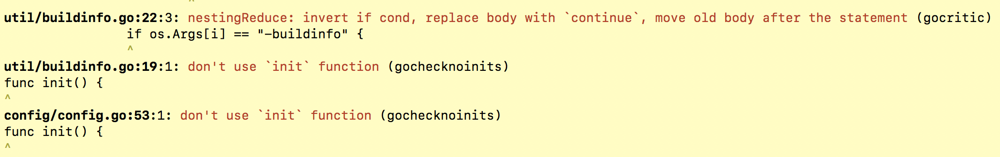 ^
util/buildinfo.go:22:3: nestingReduce: invert if cond, replace body with `continue`, move old body after the statement (gocritic)
                if os.Args[i] == "-buildinfo" {
                ^
util/buildinfo.go:19:1: don't use `init` function (gochecknoinits)
func init() {
^
config/config.go:53:1: don't use `init` function (gochecknoinits)
func init() {
^